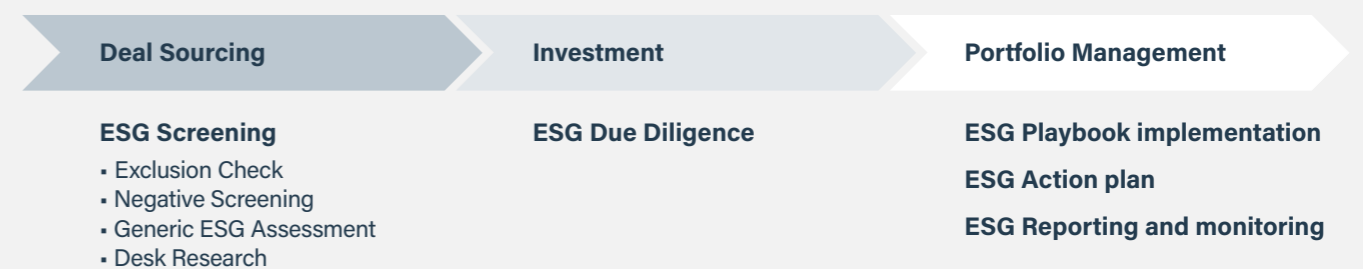 Deal Sourcing
Investment
Portfolio Management
ESG Screening
▪ Exclusion Check
▪ Negative Screening
▪ Generic ESG Assessment
▪ Desk Research
ESG Due Diligence
ESG Playbook implementation
ESG Action plan
ESG Reporting and monitoring